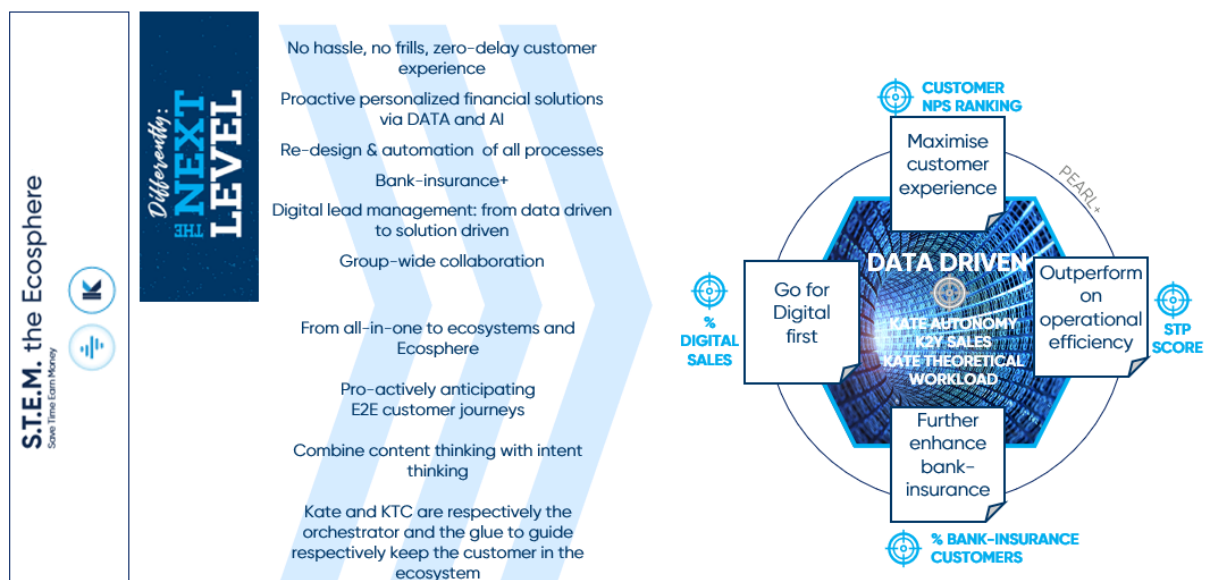 S.T.E.M. the Ecosphere
Save Time Earn Money
K
Differently:
THE NEXT
LEVEL
No hassle, no frills, zero-delay customer
experience
Proactive personalized financial solutions
via DATA and AI
Re-design & automation of all processes
Bank-insurance+
Digital lead management: from data driven
to solution driven
Group-wide collaboration
From all-in-one to ecosystems and
Ecosphere
Pro-actively anticipating
E2E customer journeys
Combine content thinking with intent
thinking
Kate and KTC are respectively the
orchestrator and the glue to guide
respectively keep the customer in the
ecosystem
CUSTOMER
NPS RANKING
Maximise
customer
experience
PEARL+
DATA DRIVEN
KATE AUTONOMY
K2Y SALES
KATE THEORETICAL
WORKLOAD
%
DIGITAL
SALES
Go for
Digital
first
Outperform
on
operational
efficiency
STP
SCORE
Further
enhance
bank-
insurance
% BANK-INSURANCE
CUSTOMERS